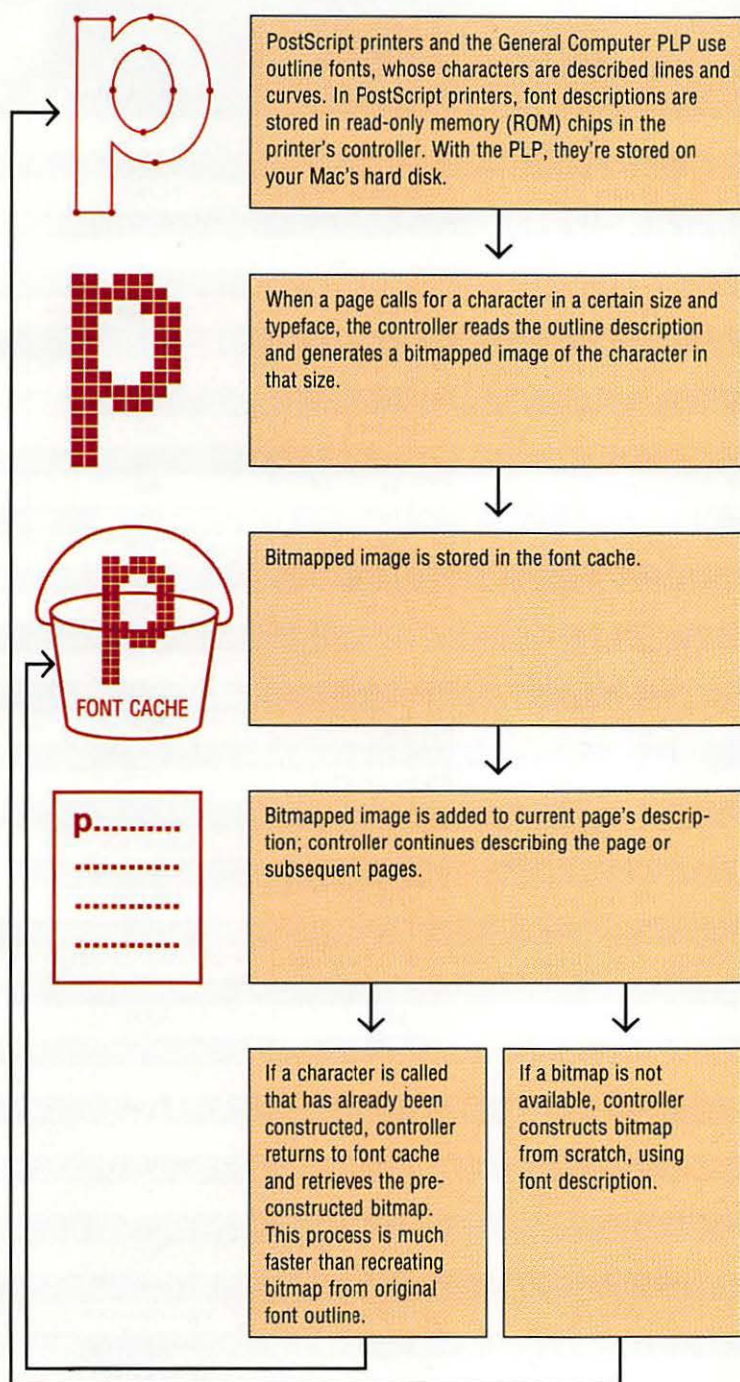 PostScript printers and the General Computer PLP use
outline fonts, whose characters are described lines and
curves. In PostScript printers, font descriptions are
stored in read-only memory (ROM) chips in the
printer's controller. With the PLP, they're stored on
your Mac's hard disk.
When a page calls for a character in a certain size and
typeface, the controller reads the outline description
and generates a bitmapped image of the character in
that size.
p
FONT CACHE
Bitmapped image is stored in the font cache.
p..........
..........
..........
..........
Bitmapped image is added to current page's descrip-
tion; controller continues describing the page or
subsequent pages.
If a character is called
that has already been
constructed, controller
returns to font cache
and retrieves the pre-
constructed bitmap.
This process is much
faster than recreating
bitmap from original
font outline.
If a bitmap is not
available, controller
constructs bitmap
from scratch, using
font description.